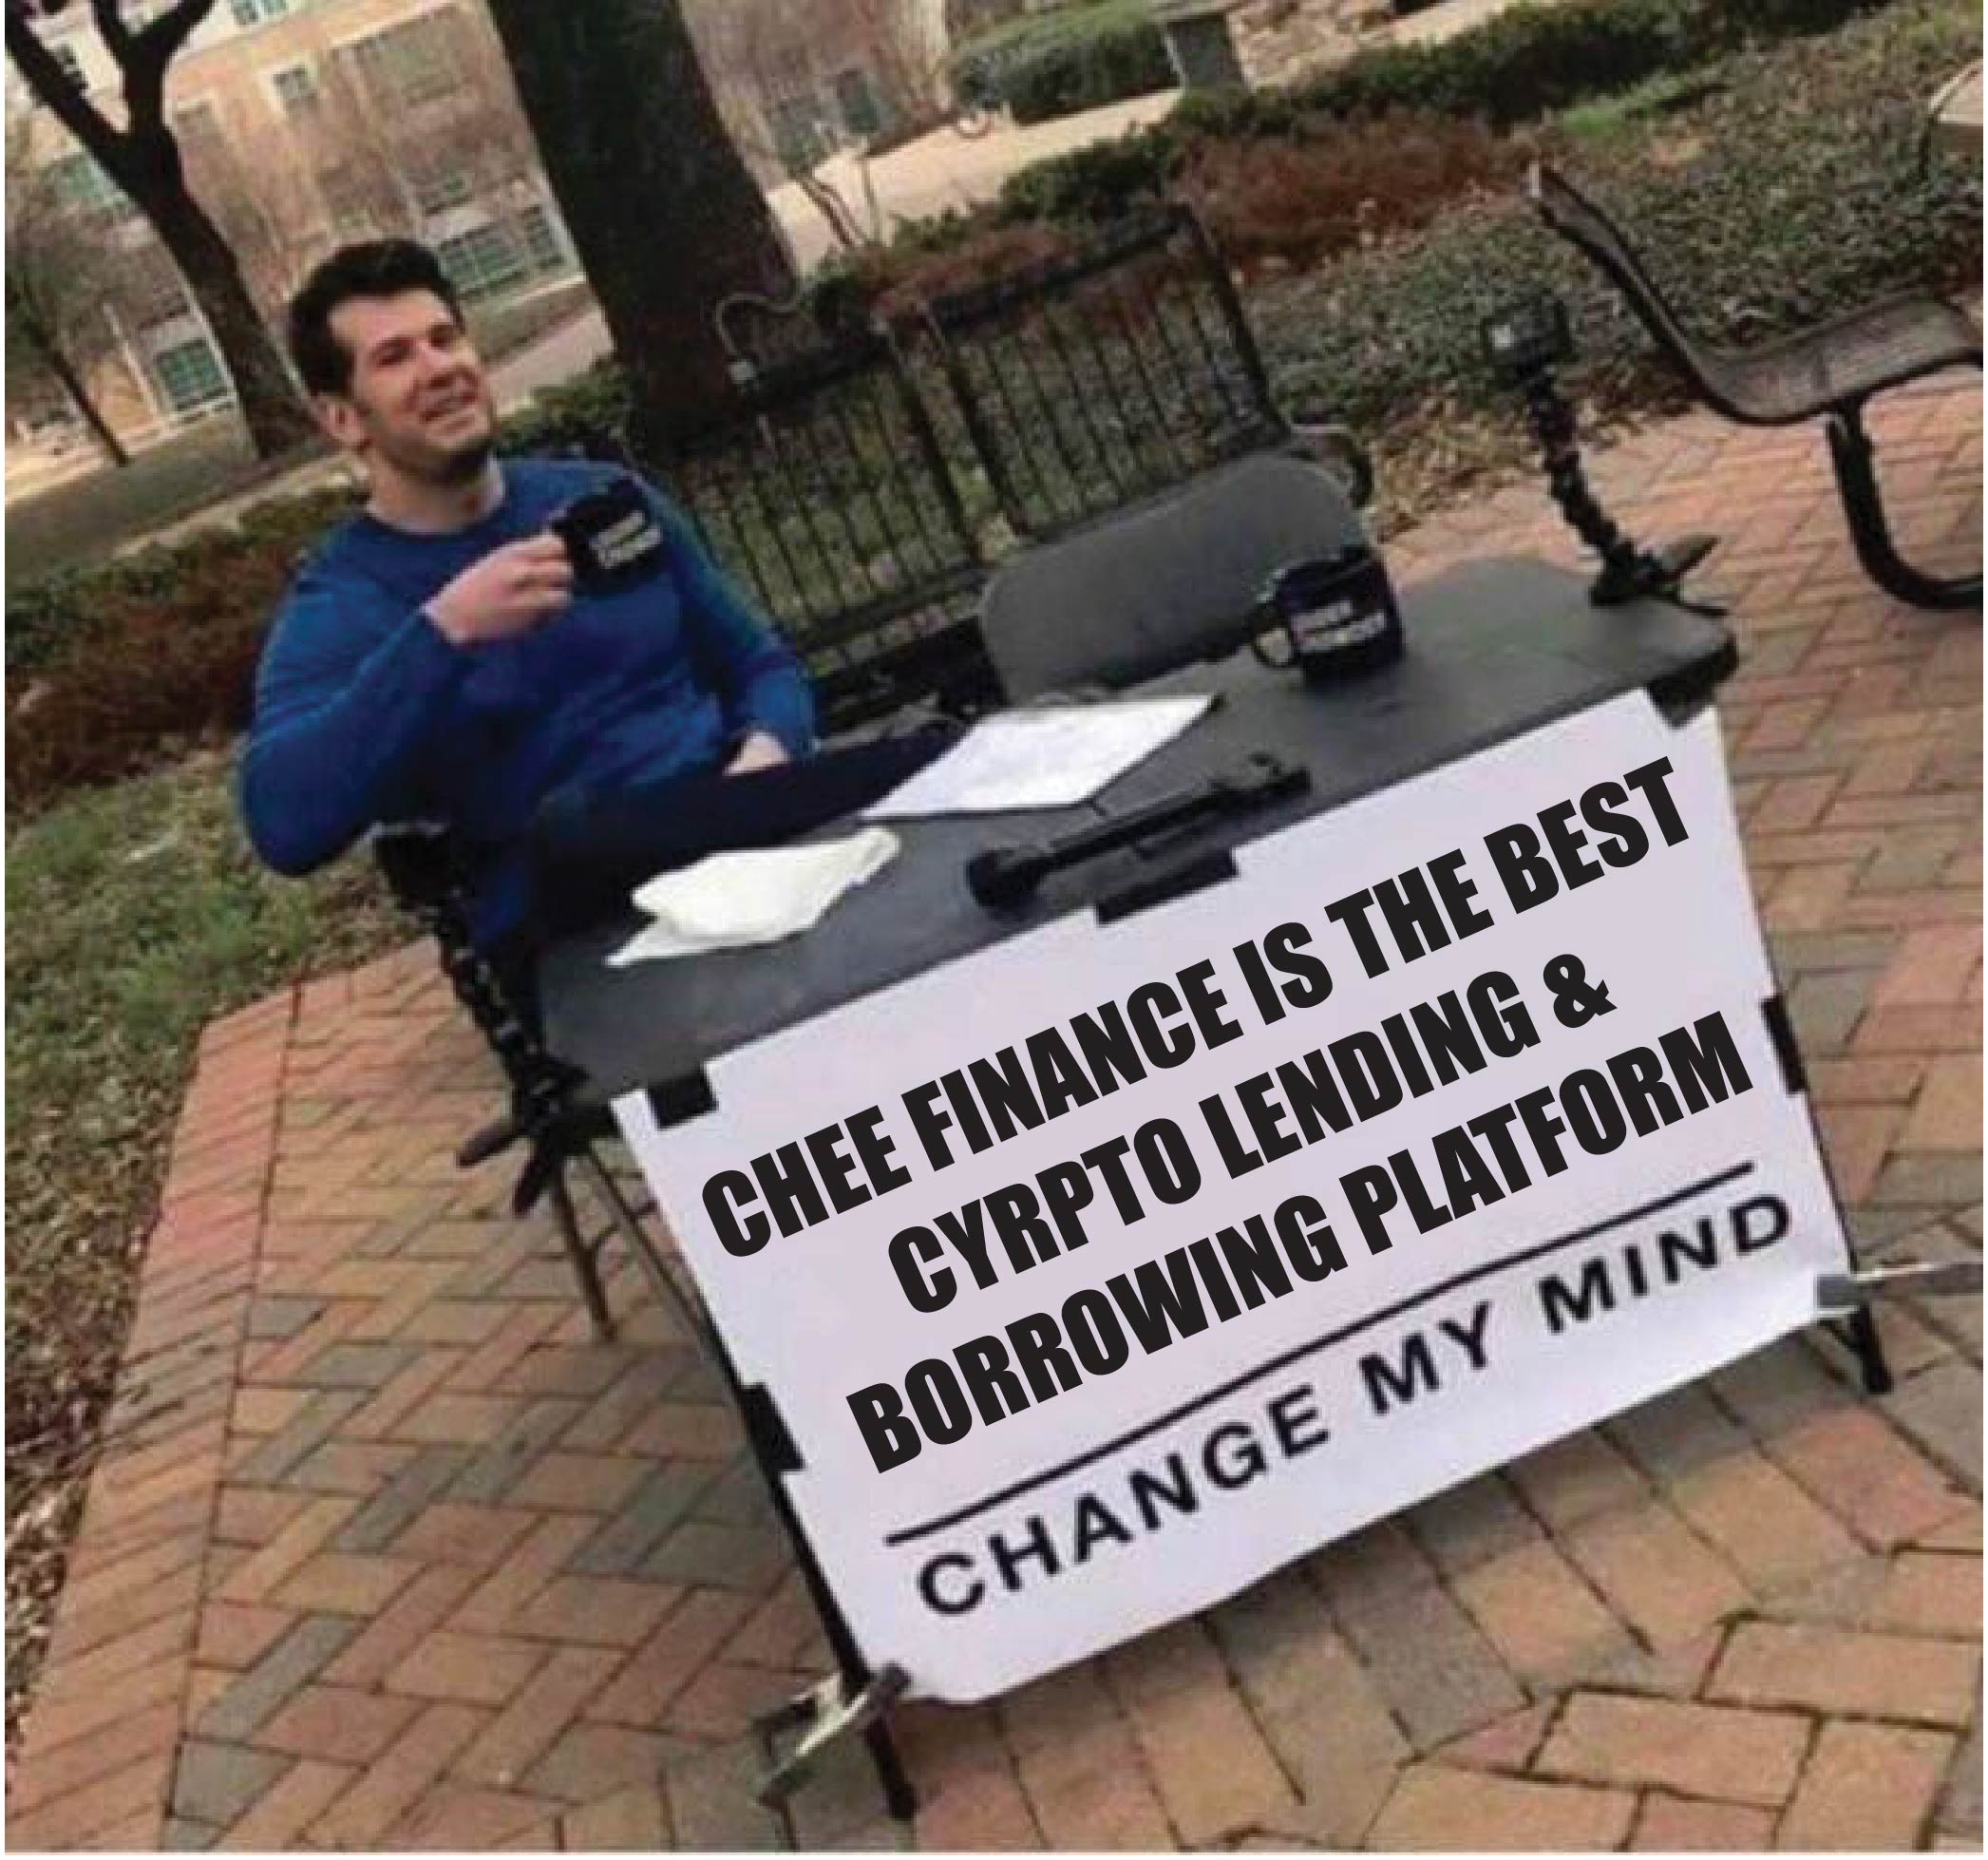 CHEE FINANCE IS THE BEST
CYRPTO LENDING &
BORROWING PLATFORM
CHANGE MY MIND